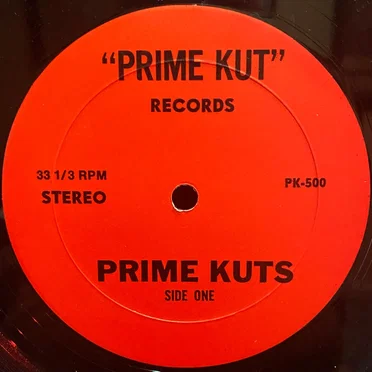 "PRIME KUT"
RECORDS
33 1/3 RPM
STEREO
PK-500
PRIME KUTS
SIDE ONE